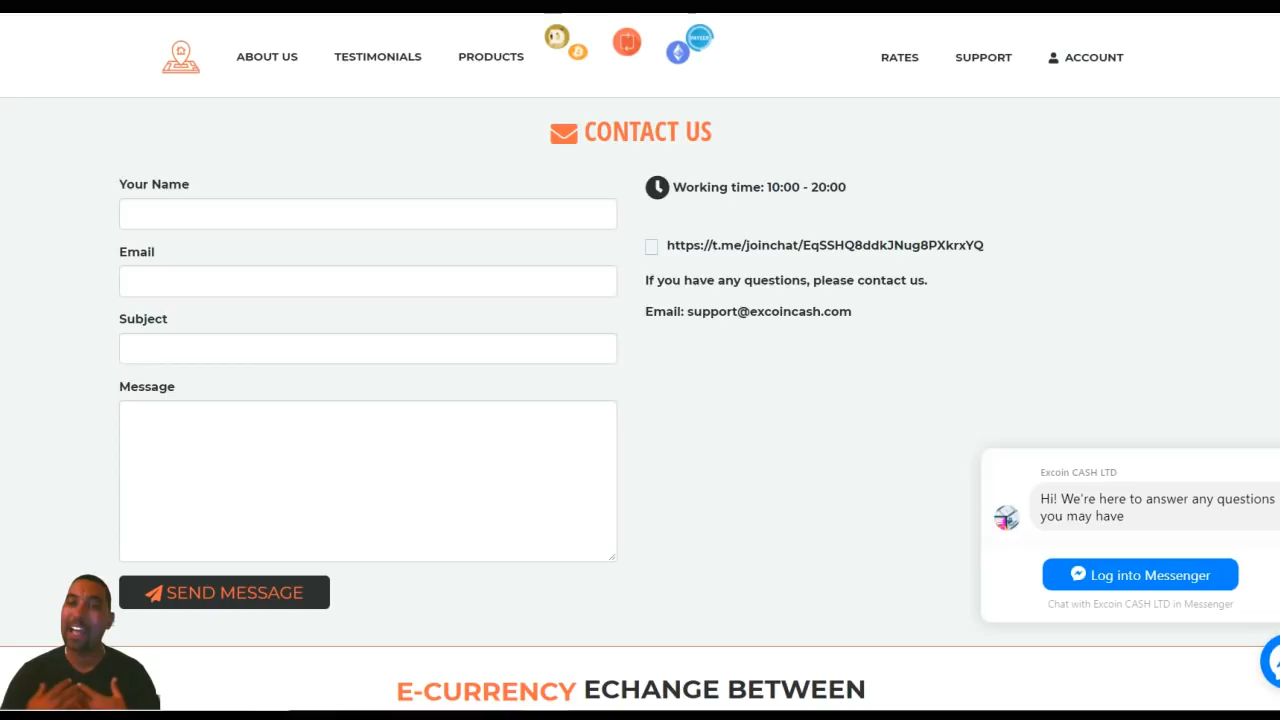 ABOUT US
TESTIMONIALS
PRODUCTS
PAYEER
RATES
SUPPORT
ACCOUNT
CONTACT US
Your Name
Email
Subject
Message
SEND MESSAGE
Working time: 10:00 - 20:00
https://t.me/joinchat/EqSSHQ8ddkJNug8PXkrxYQ
If you have any questions, please contact us.
Email: support@excoincash.com
Excoin CASH LTD
Hi! We're here to answer any questions
you may have
Log into Messenger
Chat with Excoin CASH LTD in Messenger
E-CURRENCY ECHANGE BETWEEN